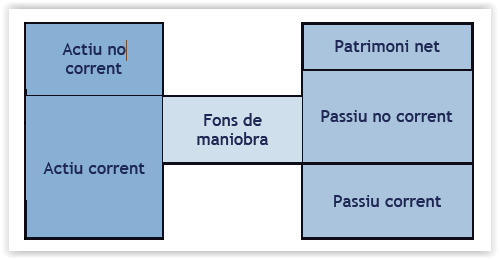 Actiu no
corrent
Actiu corrent
Fons de
maniobra
Patrimoni net
Passiu no corrent
Passiu corrent